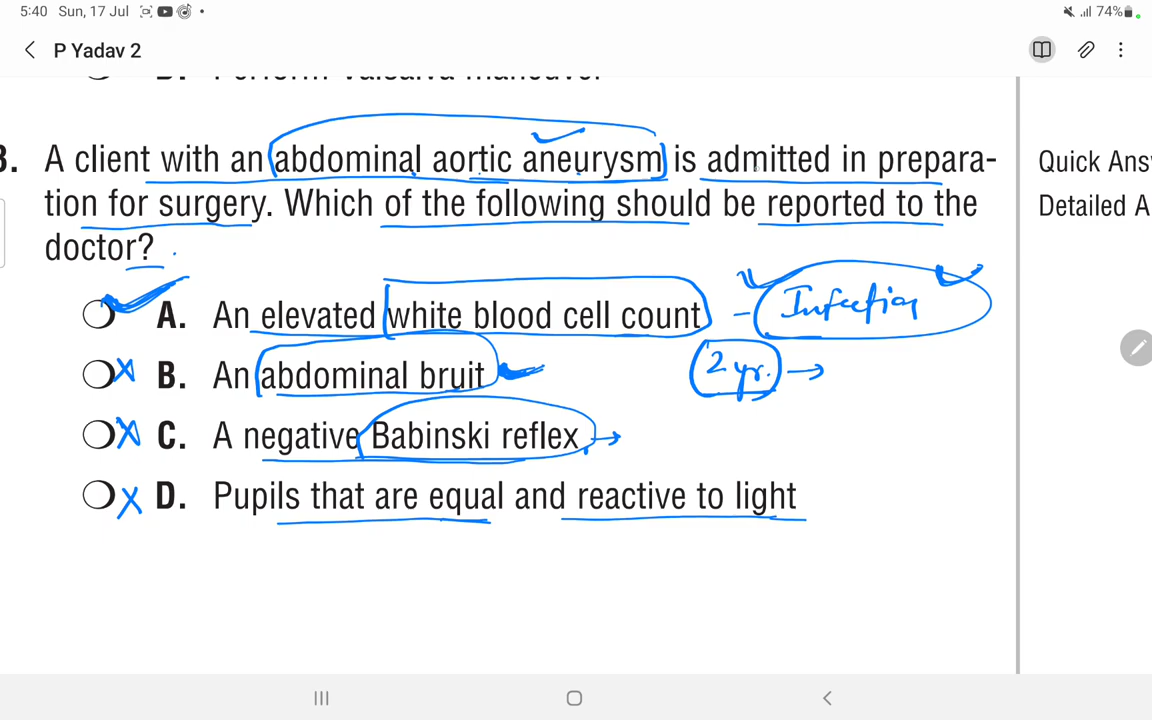 5:40 Sun, 17 Jul
74%
P Yadav 2
D. Perform Valsalva maneuver
3. A client with an abdominal aortic aneurysm is admitted in prepara-
tion for surgery. Which of the following should be reported to the
doctor?
Quick Ans
Detailed A
A. An elevated white blood cell count - Infection
B. An abdominal bruit 2 yr. →
C. A negative Babinski reflex →
D. Pupils that are equal and reactive to light